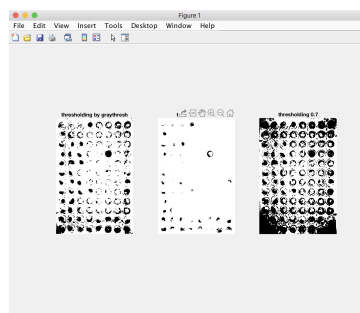 Figure 1
File Edit View Insert Tools Desktop Window Help
thresholding by graythresh
thresholding 0.7